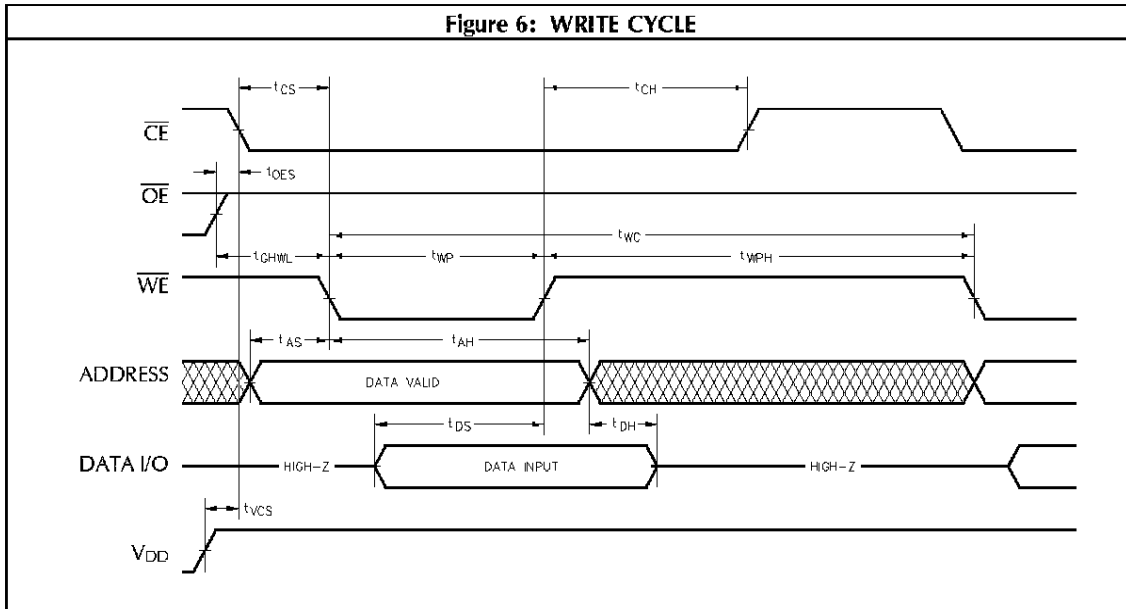 Figure 6: WRITE CYCLE
tCS
tCH
CE
tOES
OE
tWC
tGHWL
tWP
tWPH
WE
tAS
tAH
ADDRESS
DATA VALID
tDS
tDH
DATA I/O
HIGH-Z
DATA INPUT
HIGH-Z
tVCS
VDD